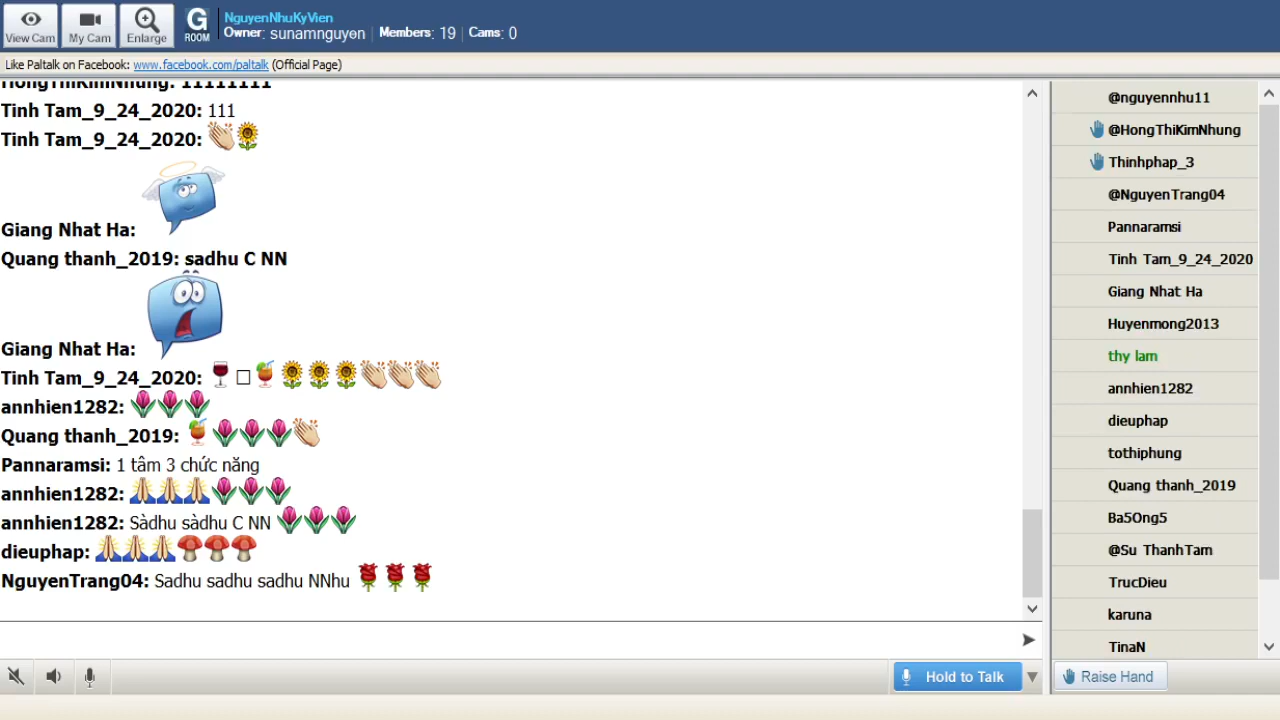 View Cam
My Cam
Enlarge
G
ROOM
NguyenNhuKyVien
Owner: sunamnguyen | Members: 19 | Cams: 0
Like Paltalk on Facebook: www.facebook.com/paltalk (Official Page)
HongThiKimNhung: 11111111
Tinh Tam_9_24_2020: 111
Tinh Tam_9_24_2020: 👏🌻
Giang Nhat Ha:
Quang thanh_2019: sadhu C NN
Giang Nhat Ha:
Tinh Tam_9_24_2020: 🍷□🍹🌻🌻🌻👏👏👏
annhien1282: 🌷🌷🌷
Quang thanh_2019: 🍹🌷🌷🌷👏
Pannaramsi: 1 tâm 3 chức năng
annhien1282: 🙏🙏🙏🌷🌷🌷
annhien1282: Sàdhu sàdhu C NN 🌷🌷🌷
dieuphap: 🙏🙏🙏🍄🍄🍄
NguyenTrang04: Sadhu sadhu sadhu NNhu 🌹🌹🌹
@nguyennhu11
@HongThiKimNhung
Thinhphap_3
@NguyenTrang04
Pannaramsi
Tinh Tam_9_24_2020
Giang Nhat Ha
Huyenmong2013
thy lam
annhien1282
dieuphap
tothiphung
Quang thanh_2019
Ba5Ong5
@Su ThanhTam
TrucDieu
karuna
TinaN
Hold to Talk
Raise Hand